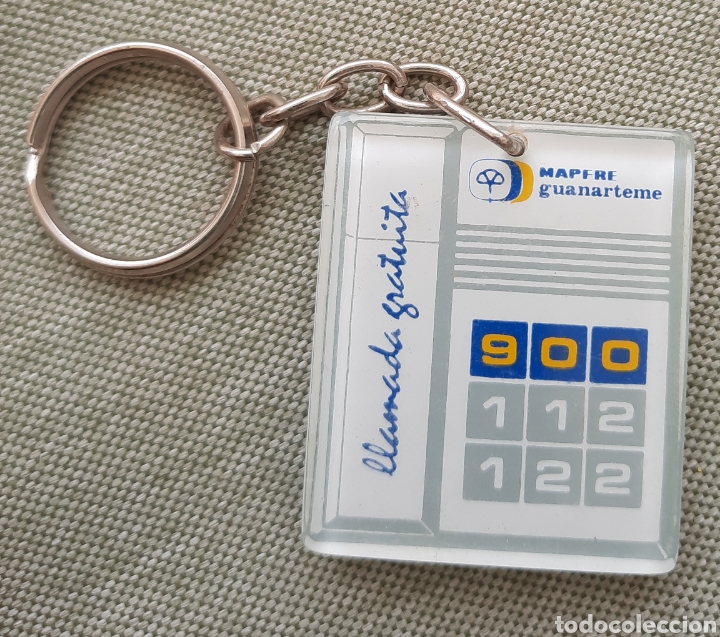 MAPFRE
guanarteme
llamada gratuita
900
112
122
todocoleccion